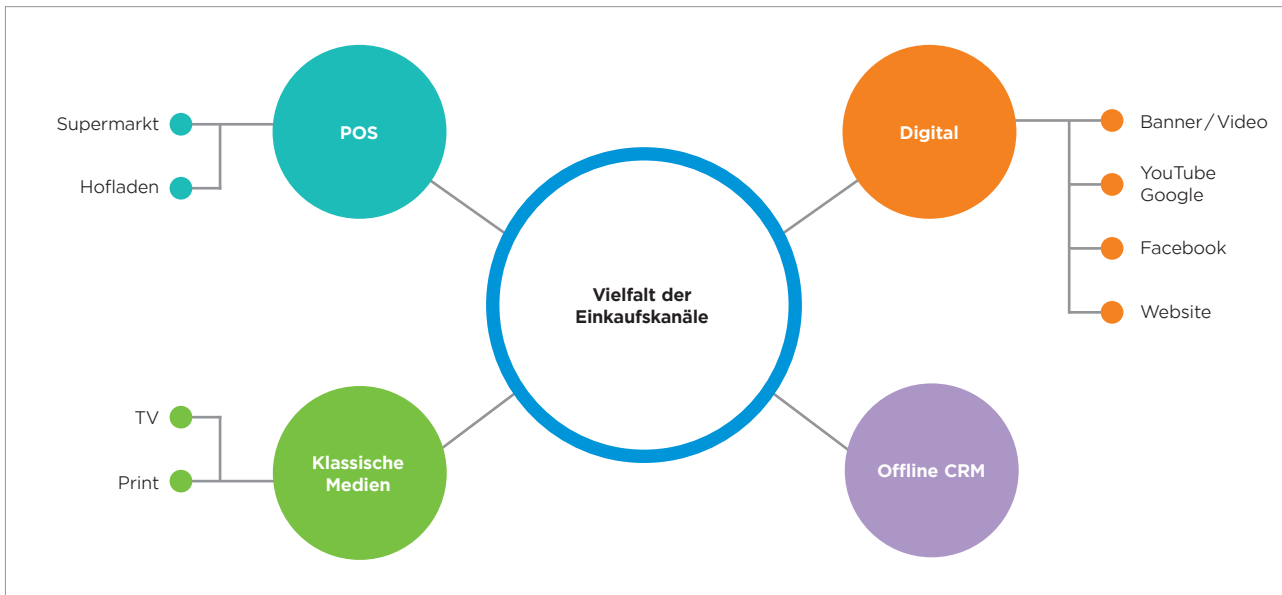 Supermarkt
Hofladen
POS
Digital
Banner / Video
YouTube
Google
Facebook
Website
Vielfalt der
Einkaufskanäle
TV
Print
Klassische
Medien
Offline CRM